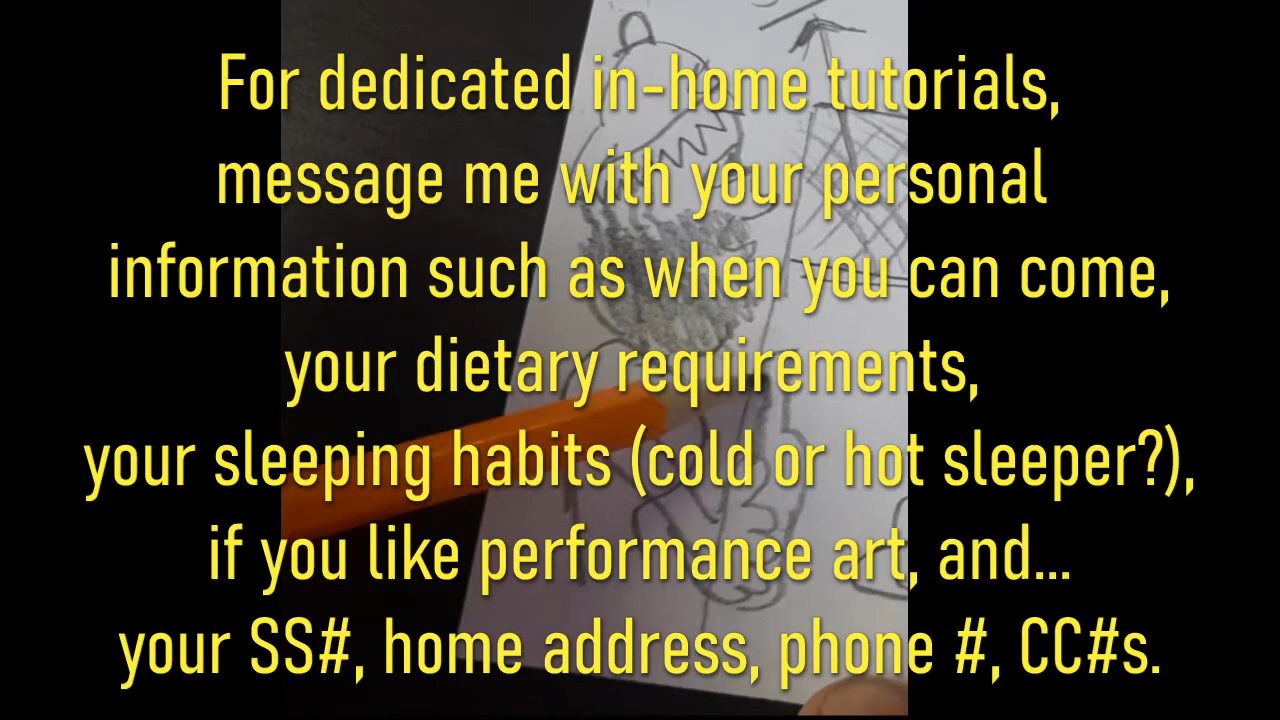 For dedicated in-home tutorials,
message me with your personal
information such as when you can come,
your dietary requirements,
your sleeping habits (cold or hot sleeper?),
if you like performance art, and...
your SS#, home address, phone #, CC#s.